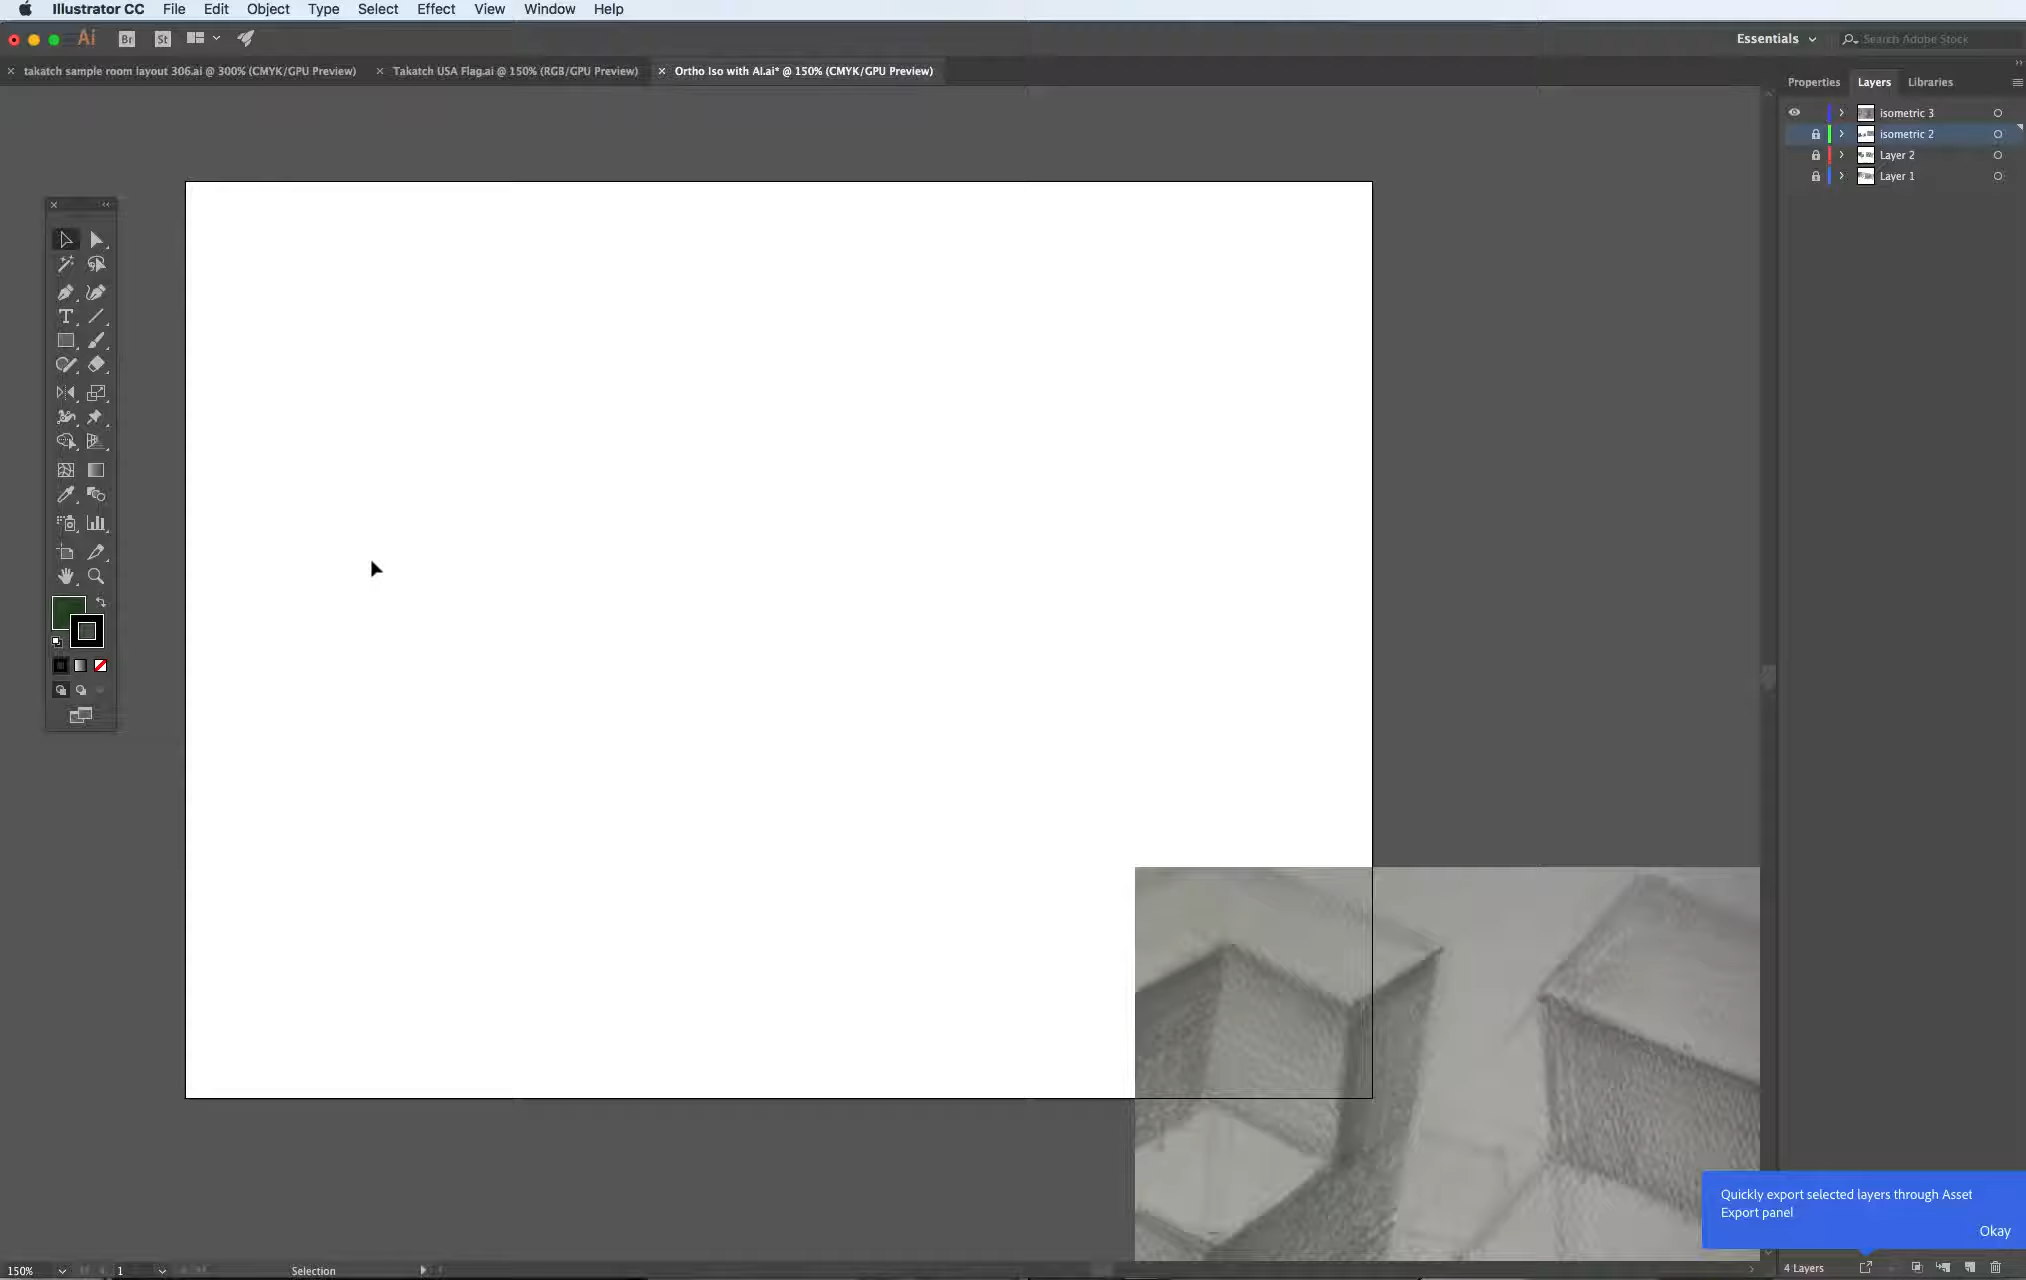 Illustrator CC File Edit Object Type Select Effect View Window Help
Ai Br St Essentials Search Adobe Stock
takatch sample room layout 306.ai @ 300% (CMYK/GPU Preview) Takatch USA Flag.ai @ 150% (RGB/GPU Preview) Ortho Iso with AI.ai* @ 150% (CMYK/GPU Preview)
Properties Layers Libraries
isometric 3
isometric 2
Layer 2
Layer 1
Quickly export selected layers through Asset
Export panel
Okay
150% 1 Selection 4 Layers